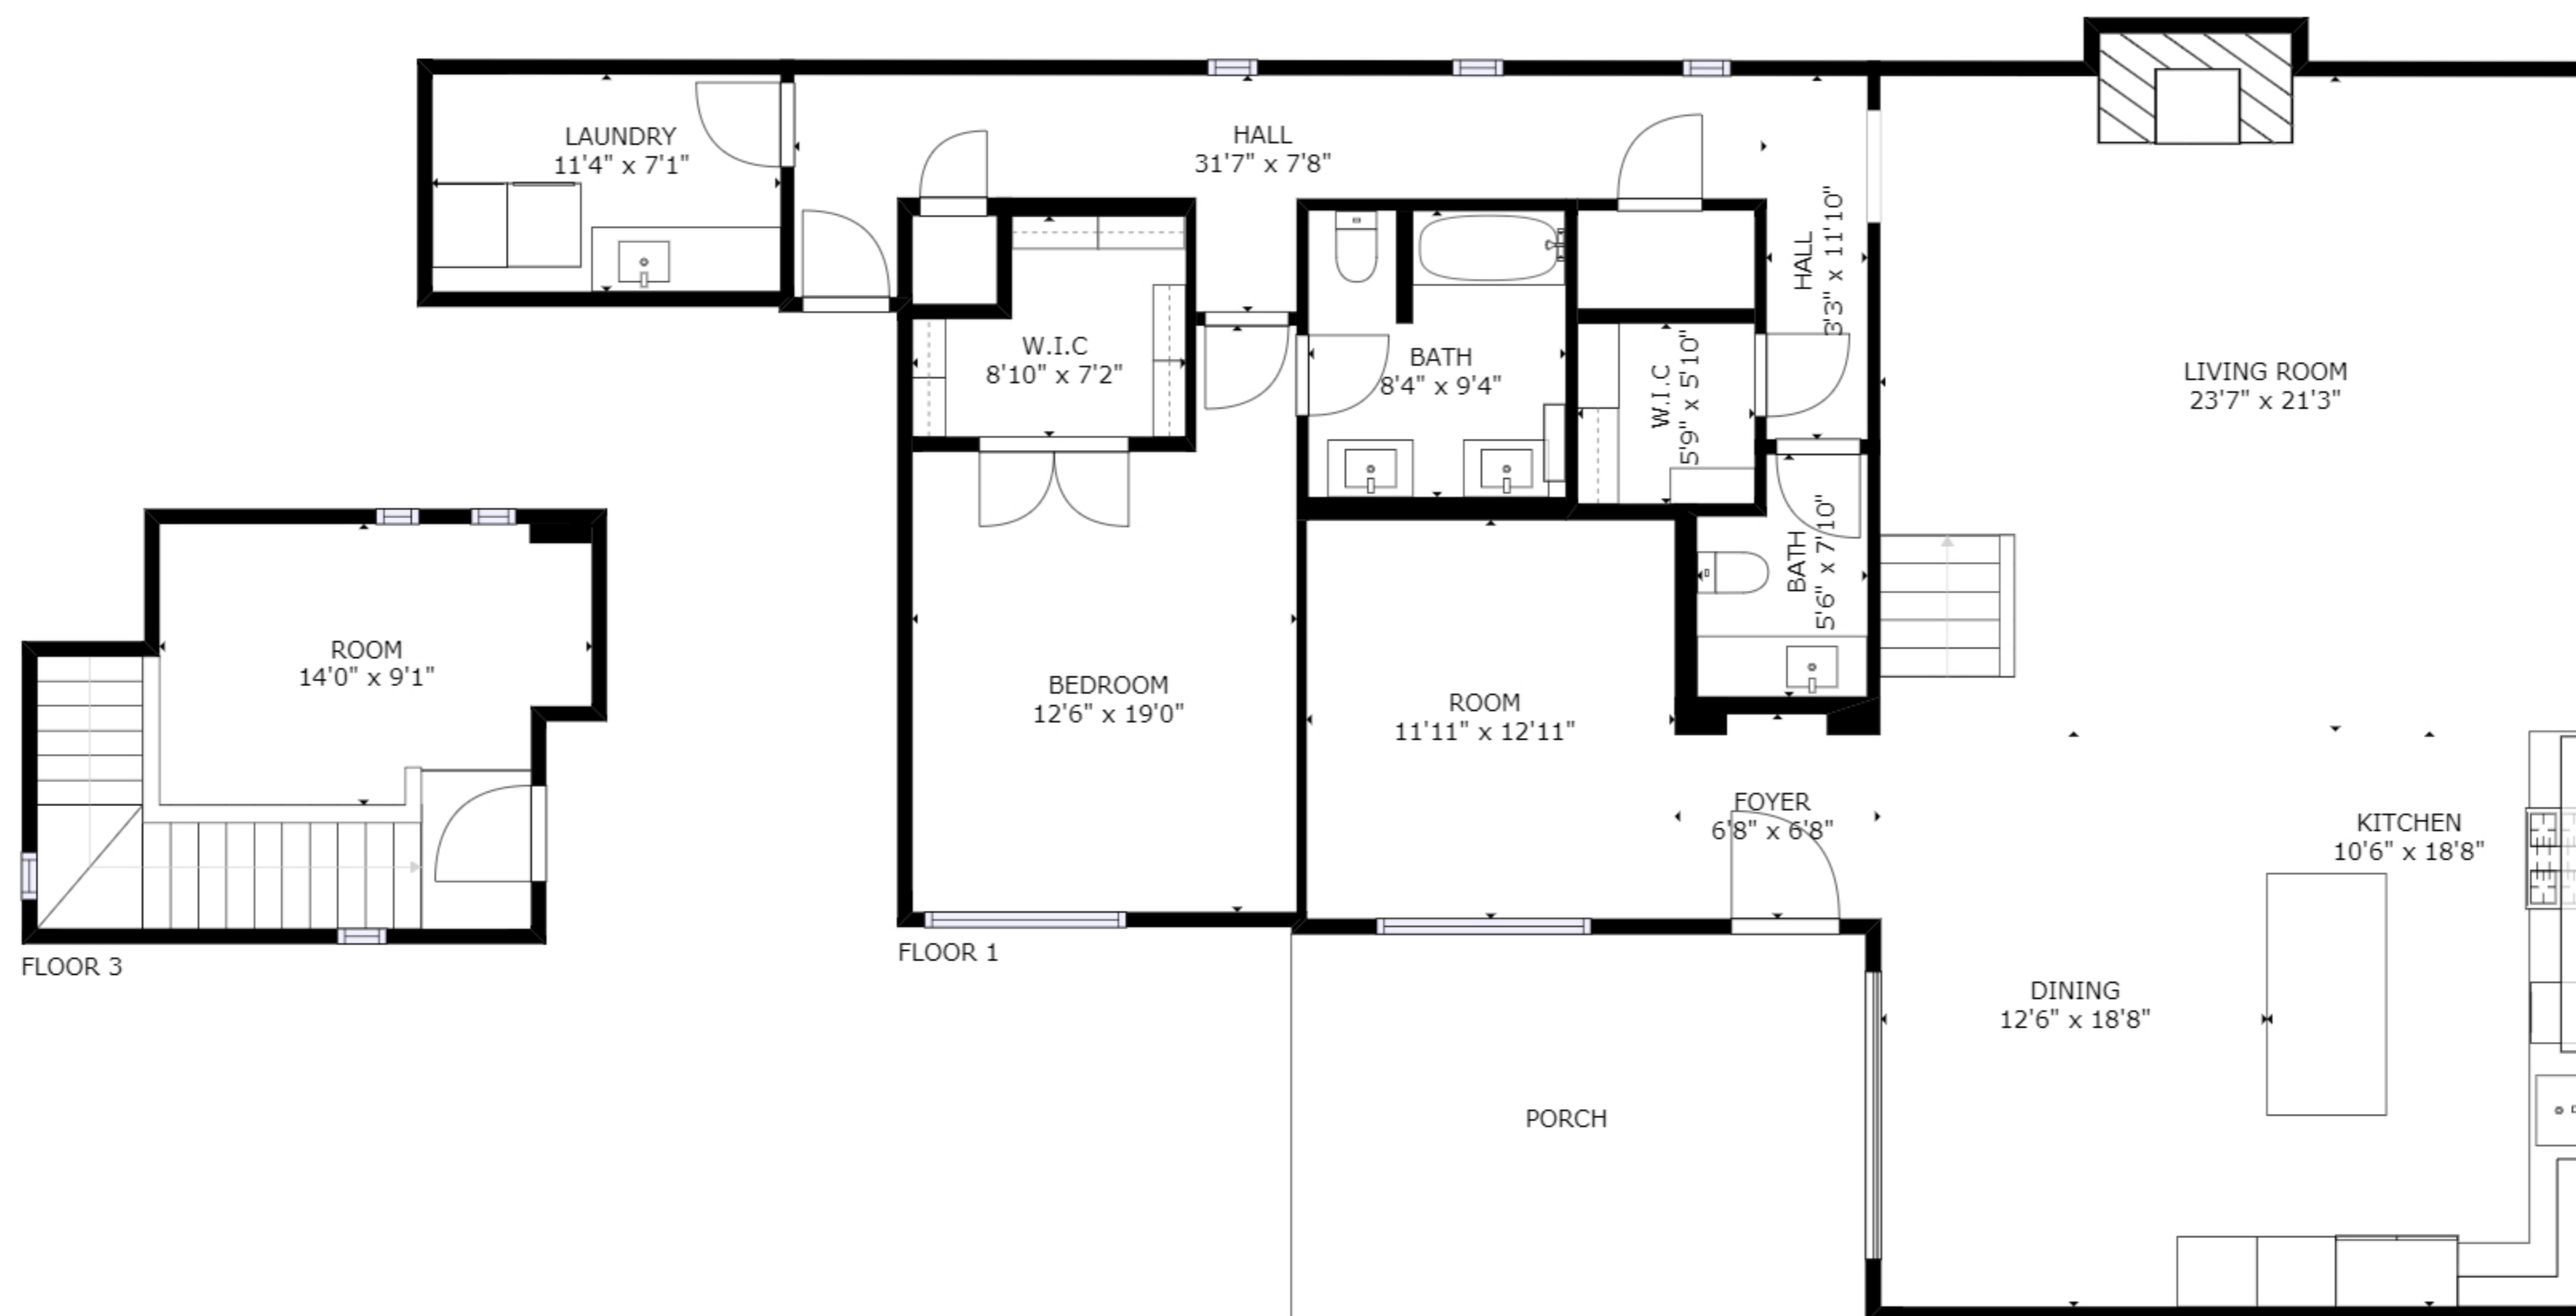 LAUNDRY
11'4" x 7'1"
HALL
31'7" x 7'8"
HALL
3'3" x 11'10"
W.I.C
8'10" x 7'2"
BATH
8'4" x 9'4"
W.I.C
5'9" x 5'10"
LIVING ROOM
23'7" x 21'3"
BATH
5'6" x 7'10"
ROOM
14'0" x 9'1"
BEDROOM
12'6" x 19'0"
ROOM
11'11" x 12'11"
FOYER
6'8" x 6'8"
KITCHEN
10'6" x 18'8"
FLOOR 3
FLOOR 1
DINING
12'6" x 18'8"
PORCH